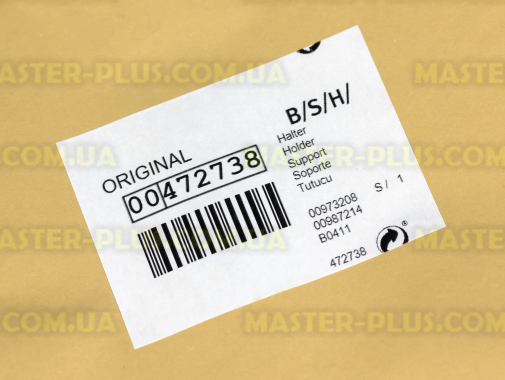 MASTER-PLUS.COM.UA
MASTER-PLUS.COM.UA
B/S/H/
Halter
Holder
Support
Soporte
Tutucu
ORIGINAL
00472738
00973208 S / 1
00987214
B0411
472738
COM.UA
MASTER-PLUS.COM.UA
COM.UA
MASTER-PLUS.COM.UA
COM.UA
MASTER-PLUS.COM.UA
MASTER-PLUS.COM.UA
MASTER